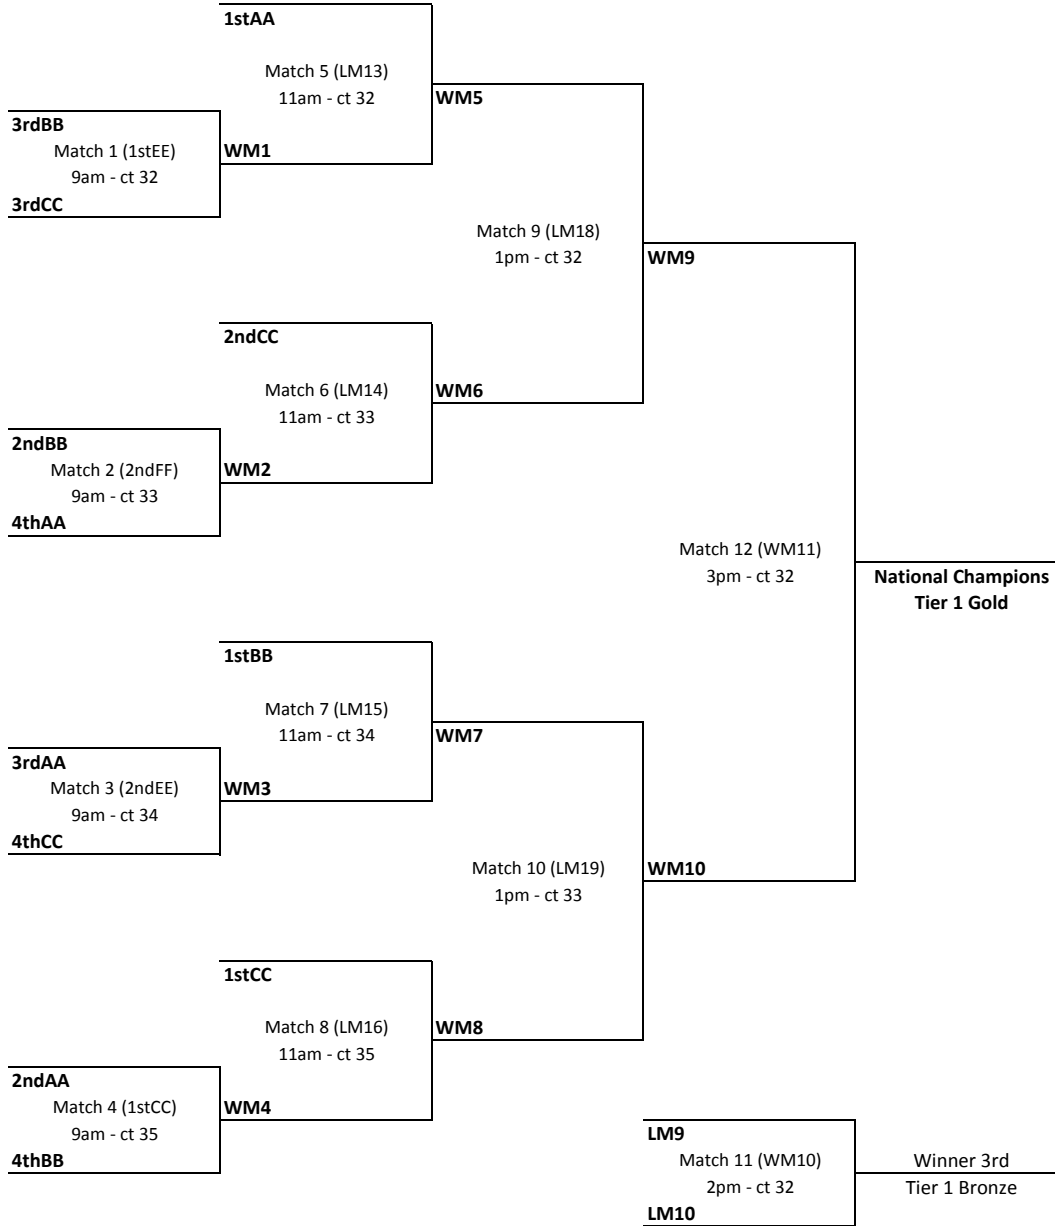 1stAA
Match 5 (LM13)
11am - ct 32
WM5
3rdBB
Match 1 (1stEE)
9am - ct 32
3rdCC
WM1
Match 9 (LM18)
1pm - ct 32
WM9
2ndCC
Match 6 (LM14)
11am - ct 33
WM6
2ndBB
Match 2 (2ndFF)
9am - ct 33
4thAA
WM2
Match 12 (WM11)
3pm - ct 32
National Champions
Tier 1 Gold
1stBB
Match 7 (LM15)
11am - ct 34
WM7
3rdAA
Match 3 (2ndEE)
9am - ct 34
4thCC
WM3
Match 10 (LM19)
1pm - ct 33
WM10
1stCC
Match 8 (LM16)
11am - ct 35
WM8
2ndAA
Match 4 (1stCC)
9am - ct 35
4thBB
WM4
LM9
Match 11 (WM10)
2pm - ct 32
LM10
Winner 3rd
Tier 1 Bronze